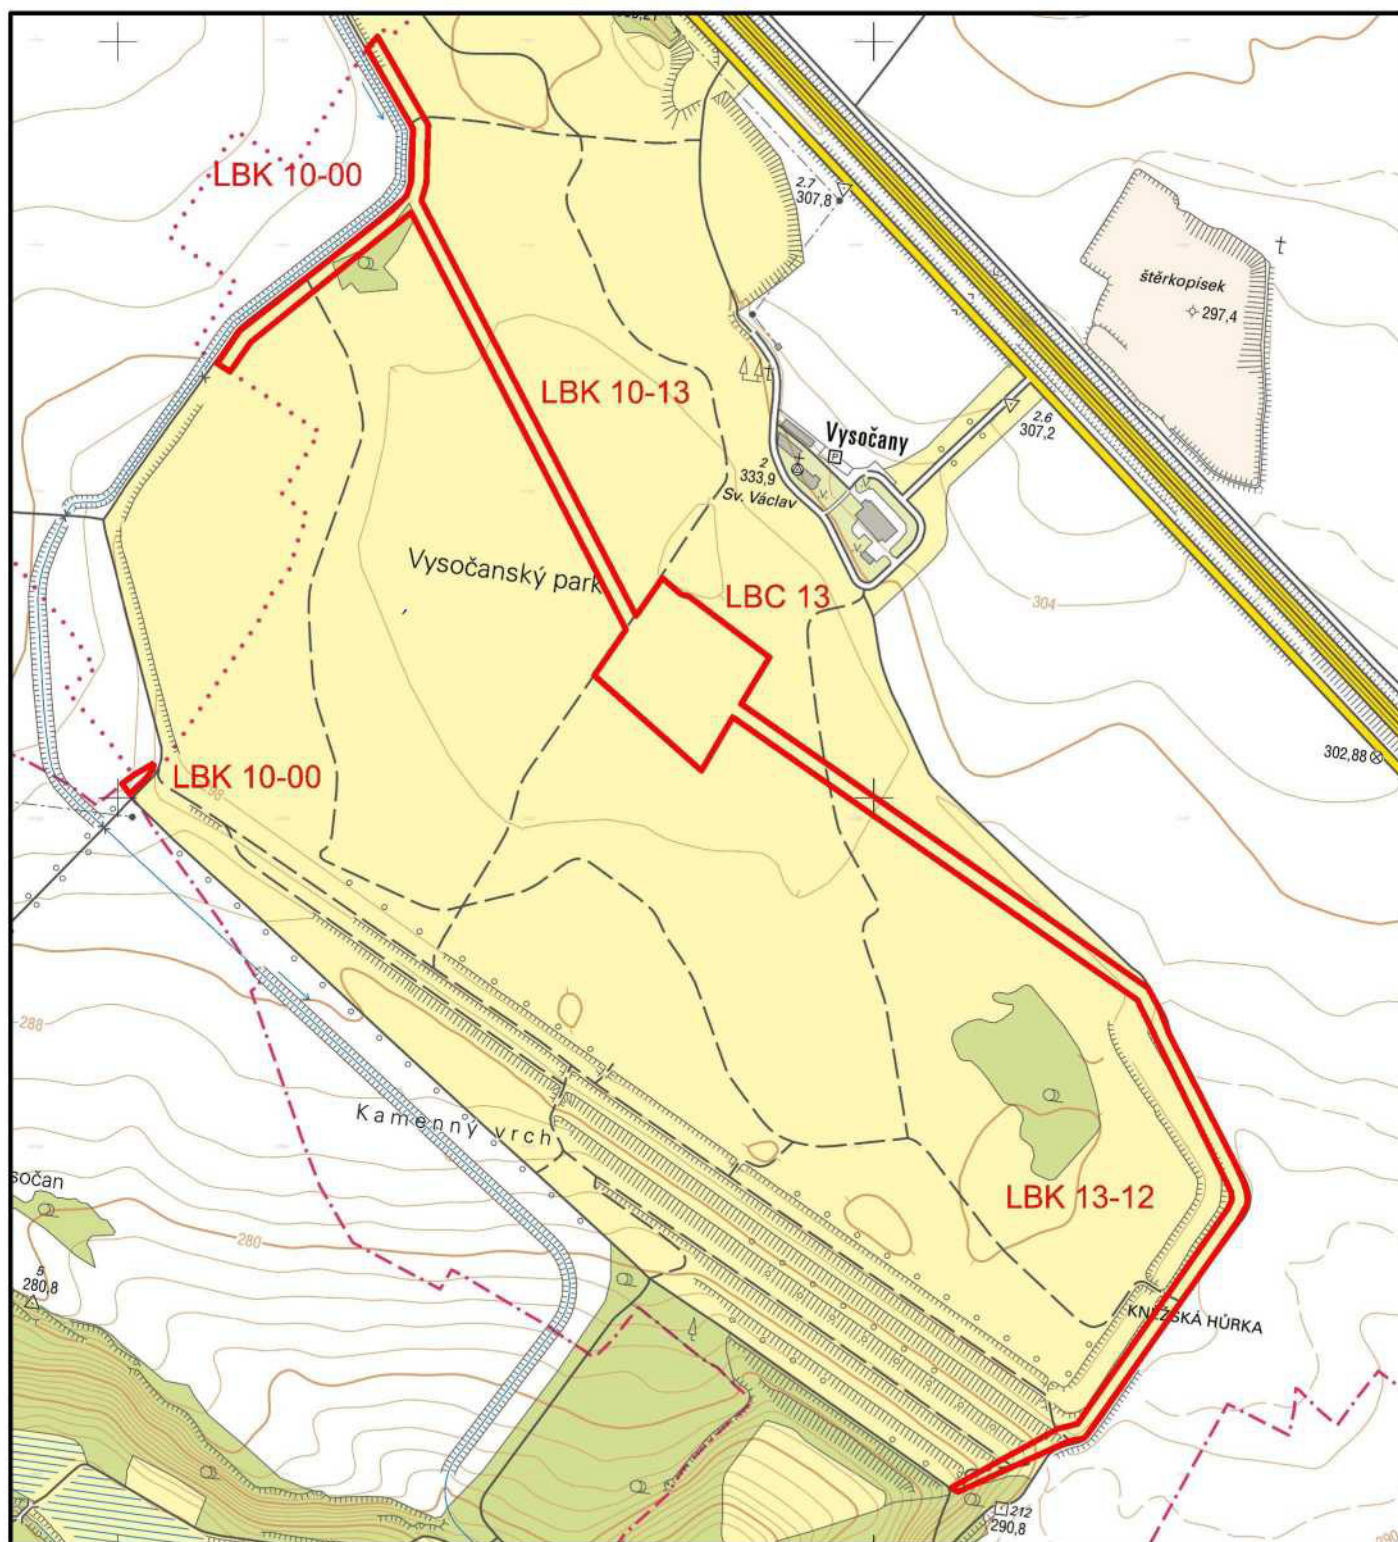 LBK 10-00
2.7
307,8
štěrkopísek
297,4
LBK 10-13
2.6
307,2
Vysočany
P
2
333,9
Sv. Václav
Vysočanský park
LBC 13
304
302,88
LBK 10-00
298
288
Kamenný vrch
sočan
LBK 13-12
280
5
280,8
KNĚŽSKÁ HŮRKA
212
290,8
290